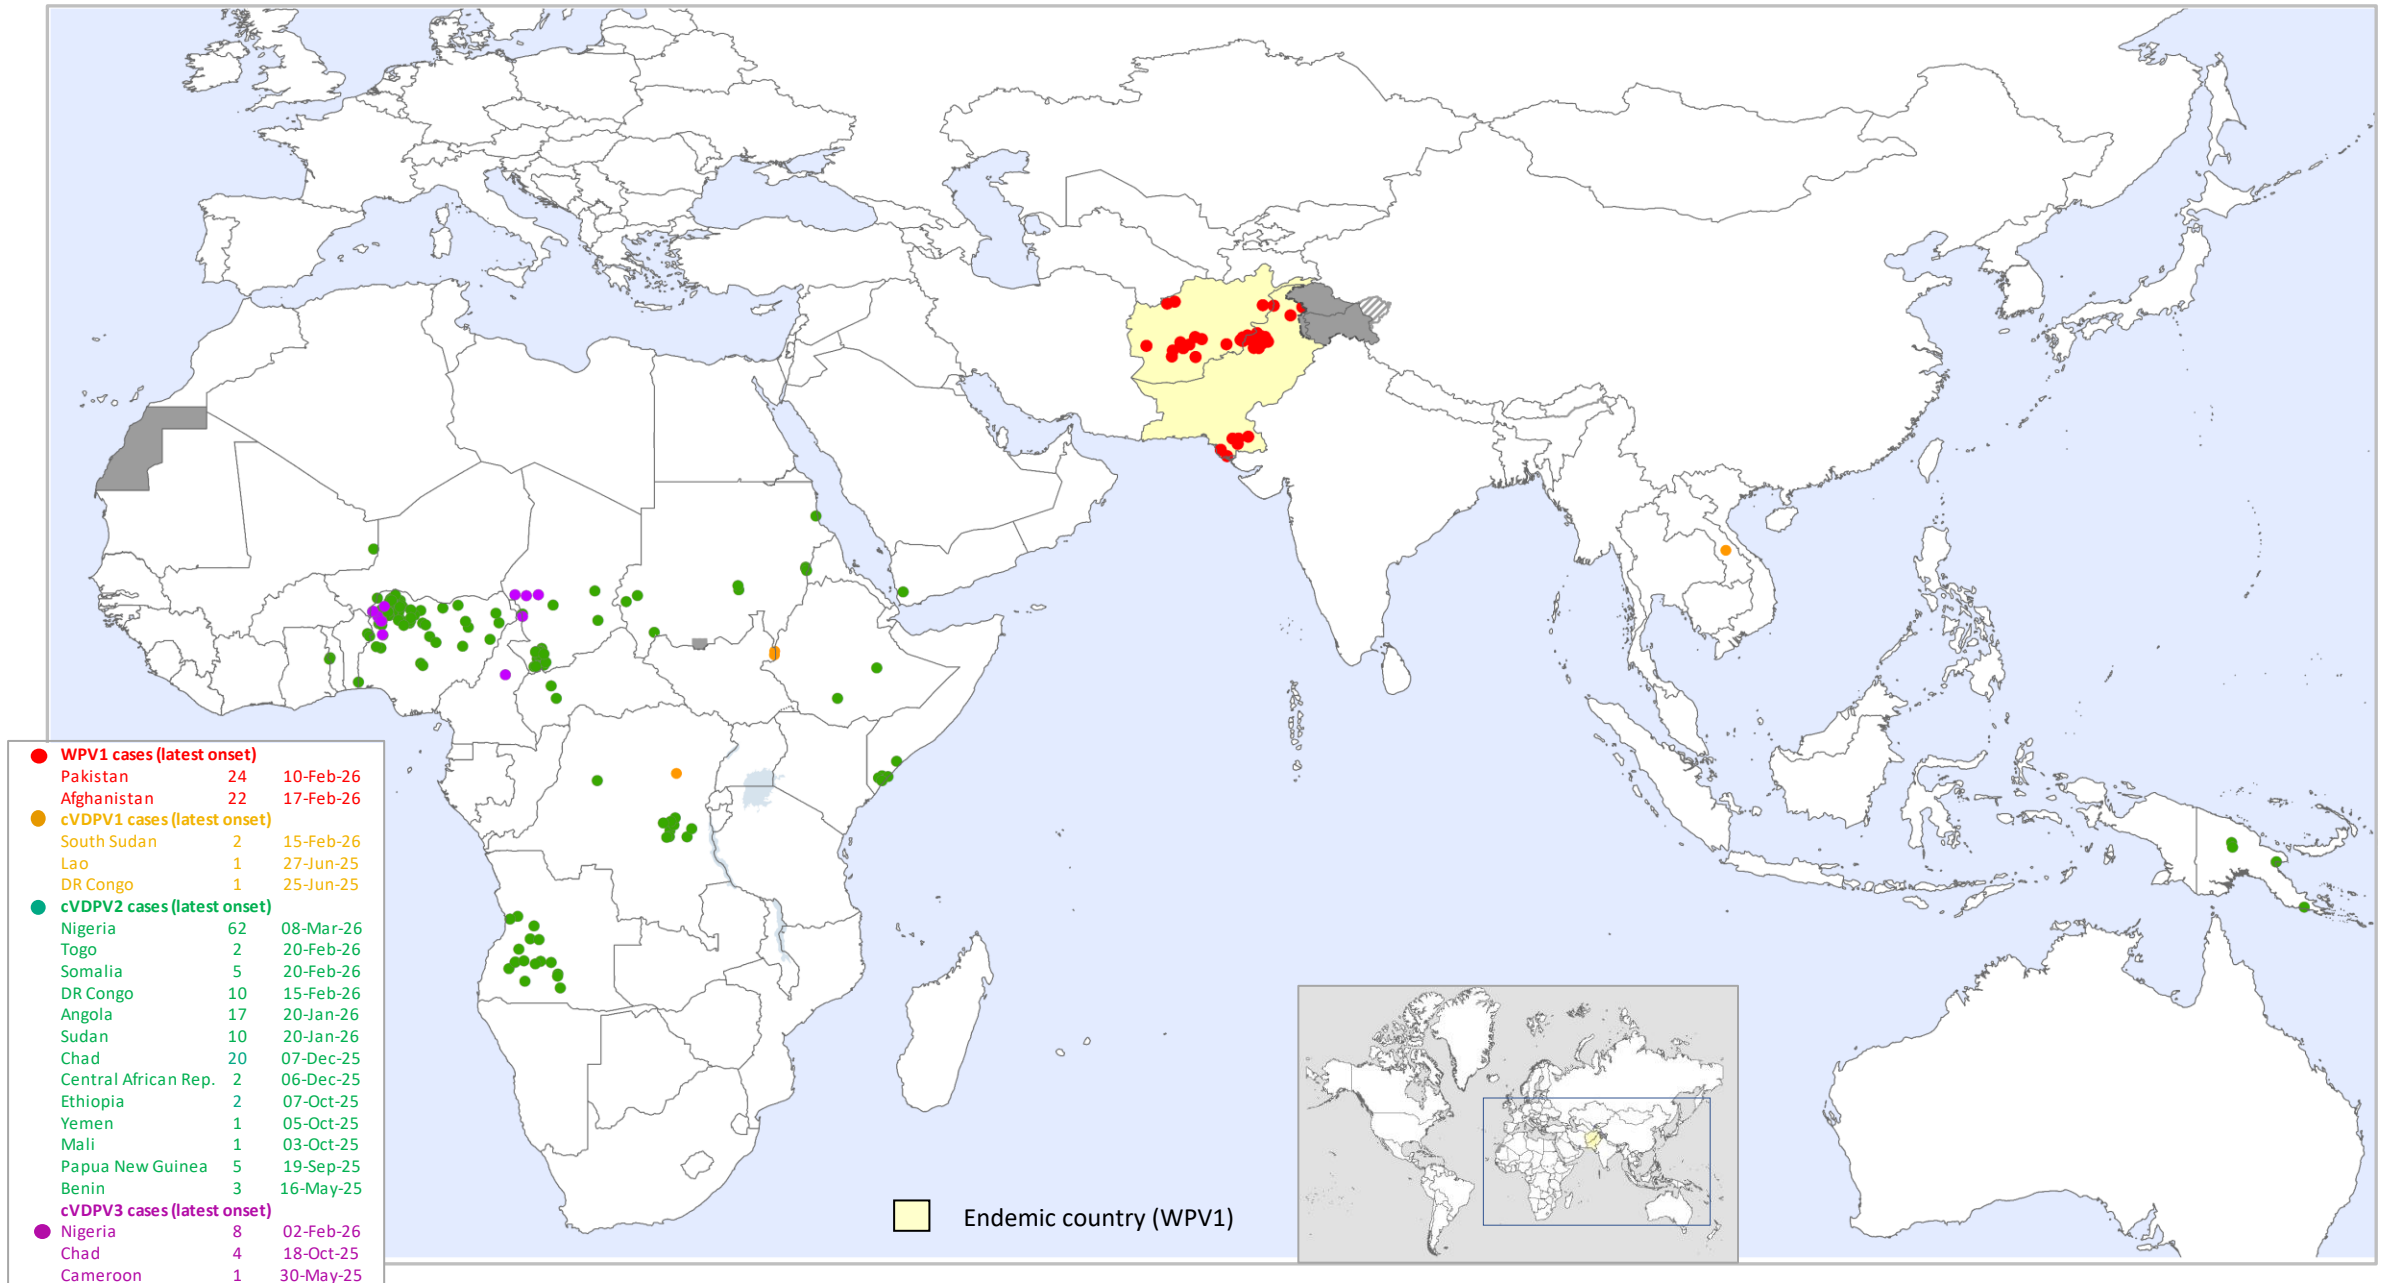 WPV1 cases (latest onset)
Pakistan 24 10-Feb-26
Afghanistan 22 17-Feb-26
cVDPV1 cases (latest onset)
South Sudan 2 15-Feb-26
Lao 1 27-Jun-25
DR Congo 1 25-Jun-25
cVDPV2 cases (latest onset)
Nigeria 62 08-Mar-26
Togo 2 20-Feb-26
Somalia 5 20-Feb-26
DR Congo 10 15-Feb-26
Angola 17 20-Jan-26
Sudan 10 20-Jan-26
Chad 20 07-Dec-25
Central African Rep. 2 06-Dec-25
Ethiopia 2 07-Oct-25
Yemen 1 05-Oct-25
Mali 1 03-Oct-25
Papua New Guinea 5 19-Sep-25
Benin 3 16-May-25
cVDPV3 cases (latest onset)
Nigeria 8 02-Feb-26
Chad 4 18-Oct-25
Cameroon 1 30-May-25
Endemic country (WPV1)